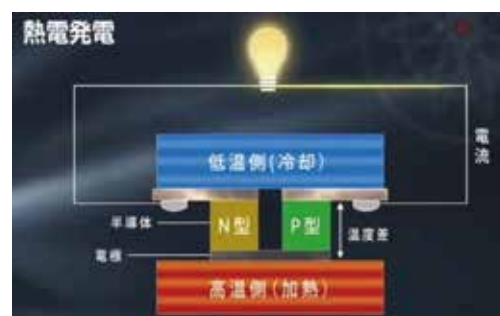 熱電発電
電流
低温側(冷却)
半導体
N型
P型
温度差
電極
高温側(加熱)